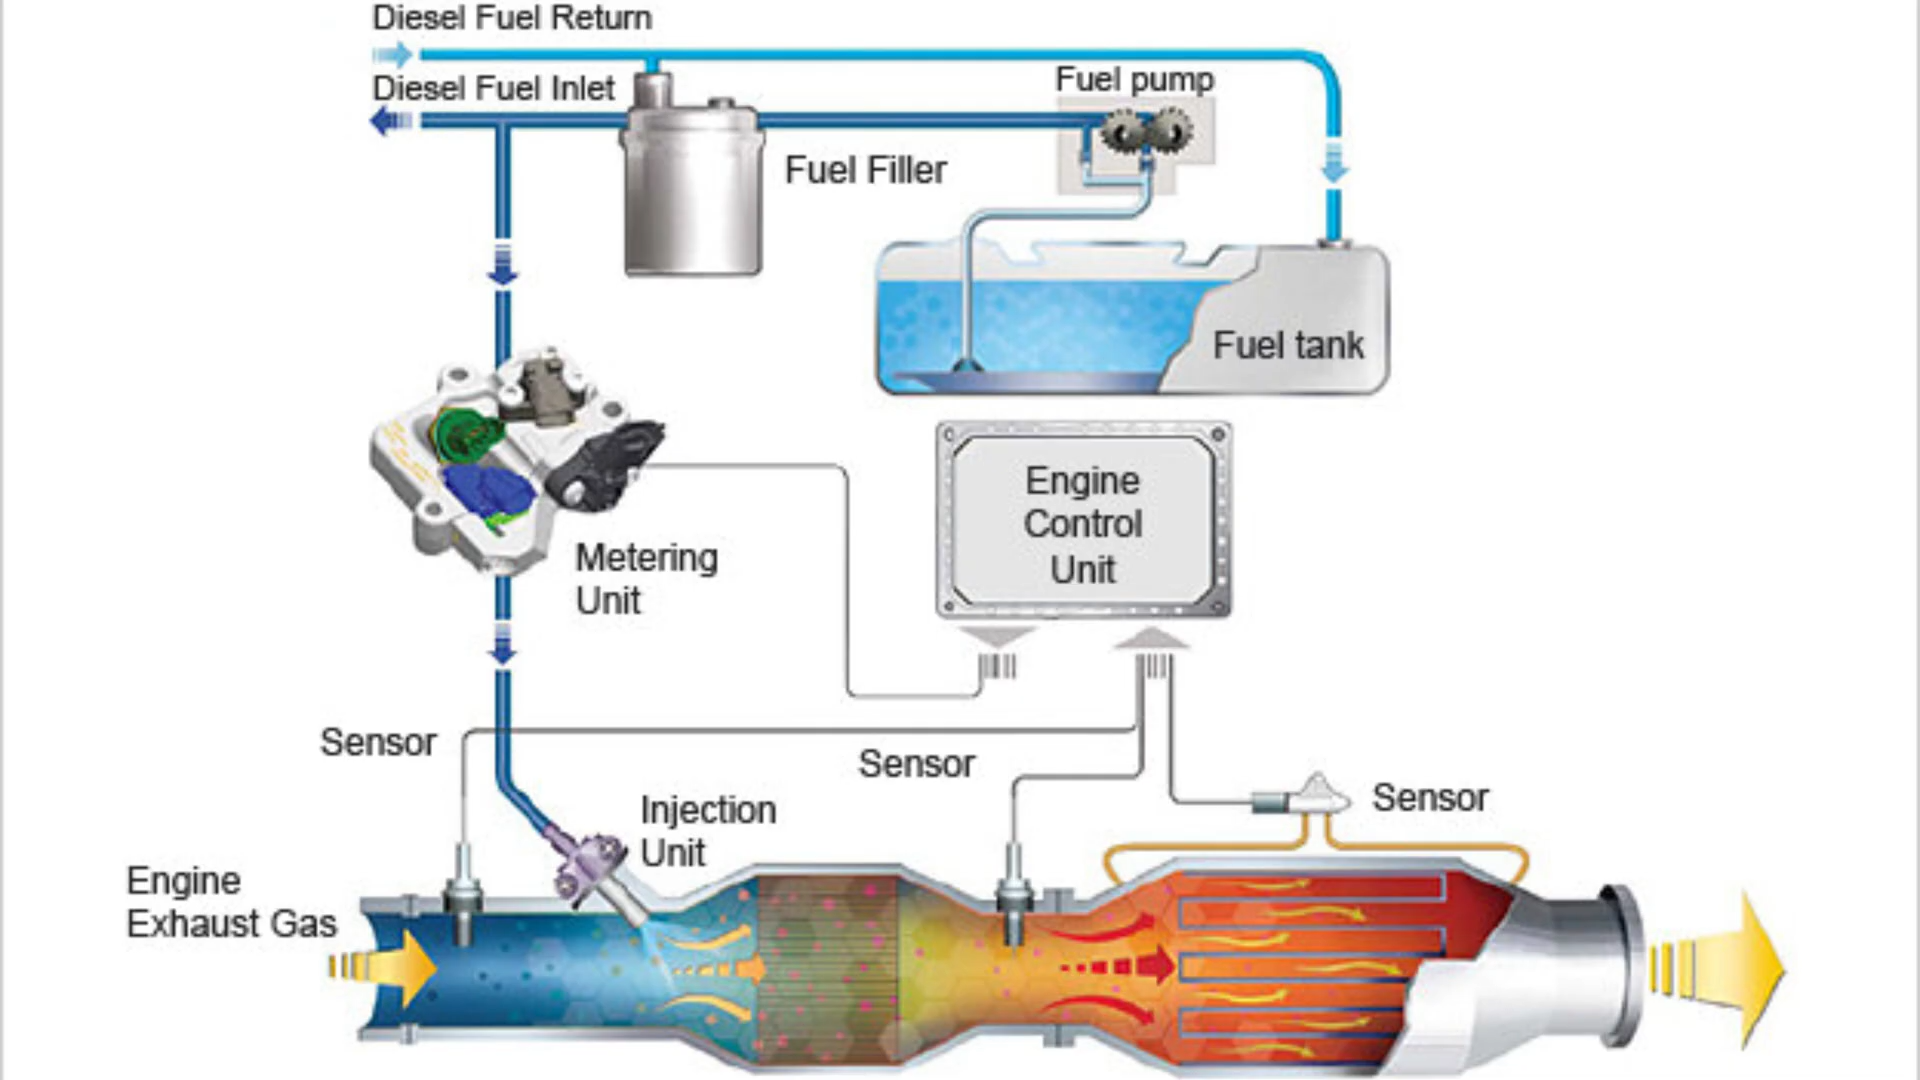 Diesel Fuel Return
Diesel Fuel Inlet
Fuel pump
Fuel Filler
Fuel tank
Engine
Control
Unit
Metering
Unit
Sensor
Sensor
Sensor
Injection
Unit
Engine
Exhaust Gas